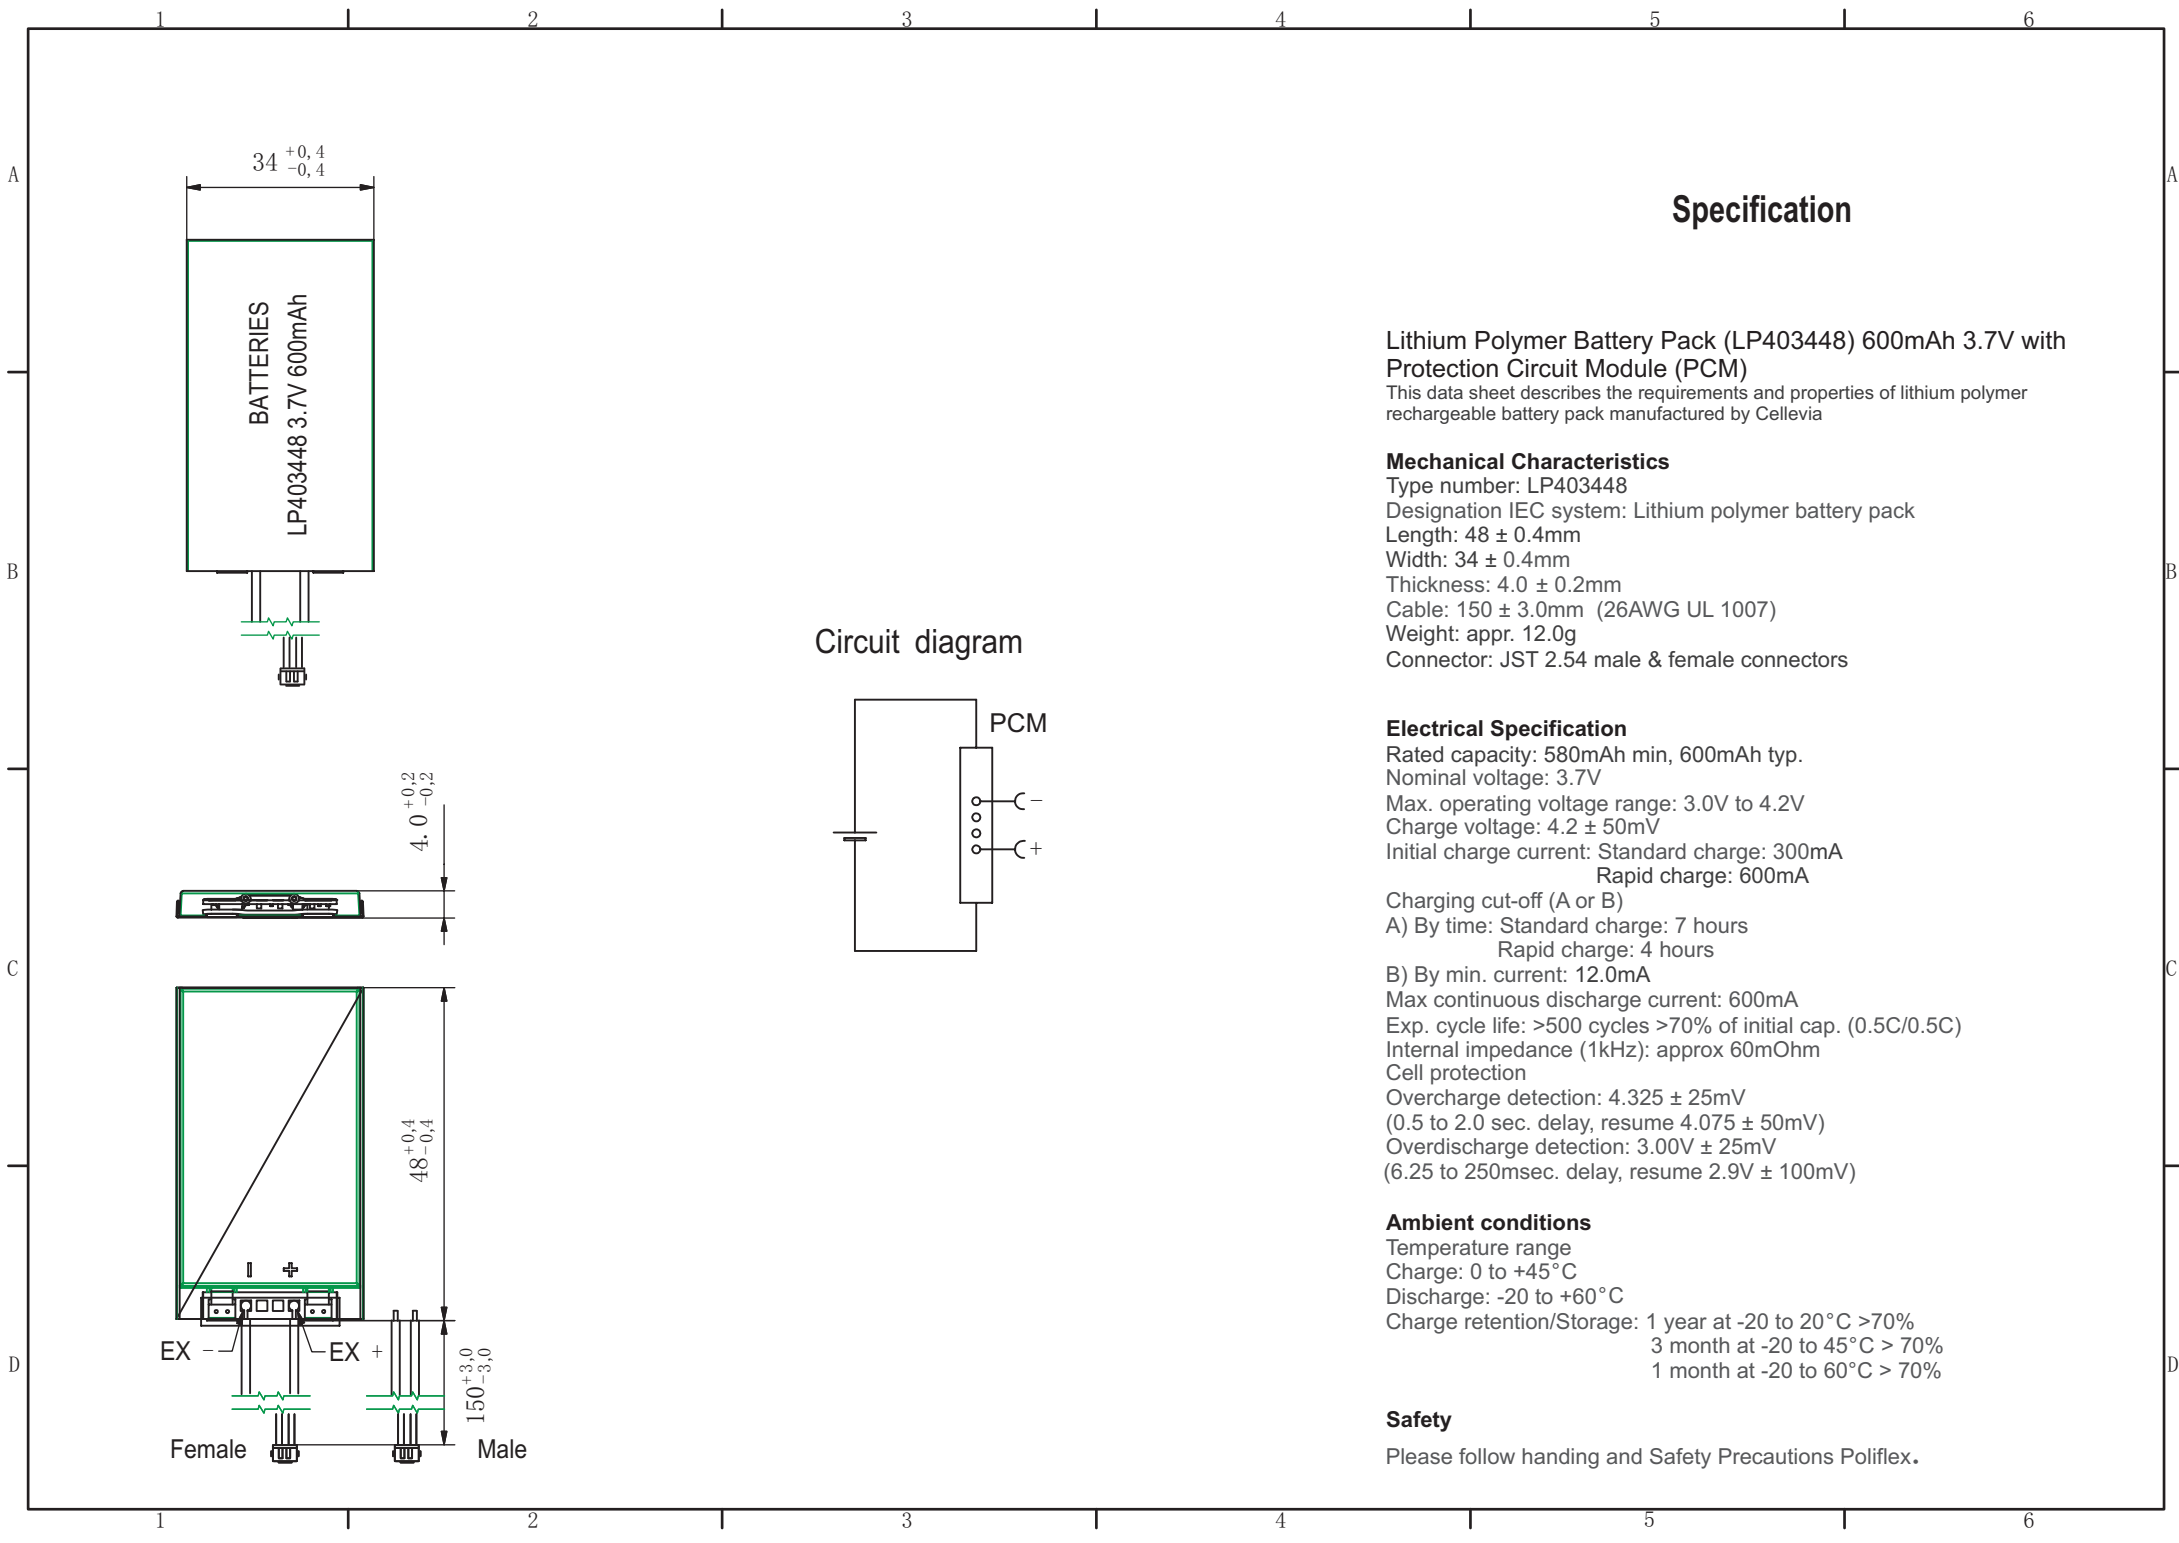 1 2 3 4 5 6
A A
34 +0,4
-0,4
Specification
BATTERIES
LP403448 3.7V 600mAh
Lithium Polymer Battery Pack (LP403448) 600mAh 3.7V with
Protection Circuit Module (PCM)
This data sheet describes the requirements and properties of lithium polymer
rechargeable battery pack manufactured by Cellevia
Mechanical Characteristics
Type number: LP403448
Designation IEC system: Lithium polymer battery pack
Length: 48 ± 0.4mm
Width: 34 ± 0.4mm
Thickness: 4.0 ± 0.2mm
Cable: 150 ± 3.0mm (26AWG UL 1007)
Weight: appr. 12.0g
Connector: JST 2.54 male & female connectors
B B
Circuit diagram
PCM
-
+
4.0 +0,2
-0,2
Electrical Specification
Rated capacity: 580mAh min, 600mAh typ.
Nominal voltage: 3.7V
Max. operating voltage range: 3.0V to 4.2V
Charge voltage: 4.2 ± 50mV
Initial charge current: Standard charge: 300mA
Rapid charge: 600mA
Charging cut-off (A or B)
A) By time: Standard charge: 7 hours
Rapid charge: 4 hours
B) By min. current: 12.0mA
Max continuous discharge current: 600mA
Exp. cycle life: >500 cycles >70% of initial cap. (0.5C/0.5C)
Internal impedance (1kHz): approx 60mOhm
Cell protection
Overcharge detection: 4.325 ± 25mV
(0.5 to 2.0 sec. delay, resume 4.075 ± 50mV)
Overdischarge detection: 3.00V ± 25mV
(6.25 to 250msec. delay, resume 2.9V ± 100mV)
C C
48 +0,4
-0,4
Ambient conditions
Temperature range
Charge: 0 to +45°C
Discharge: -20 to +60°C
Charge retention/Storage: 1 year at -20 to 20°C >70%
3 month at -20 to 45°C > 70%
1 month at -20 to 60°C > 70%
- +
EX - EX +
150 +3,0
-3,0
D D
Female Male
Safety
Please follow handing and Safety Precautions Poliflex.
1 2 3 4 5 6